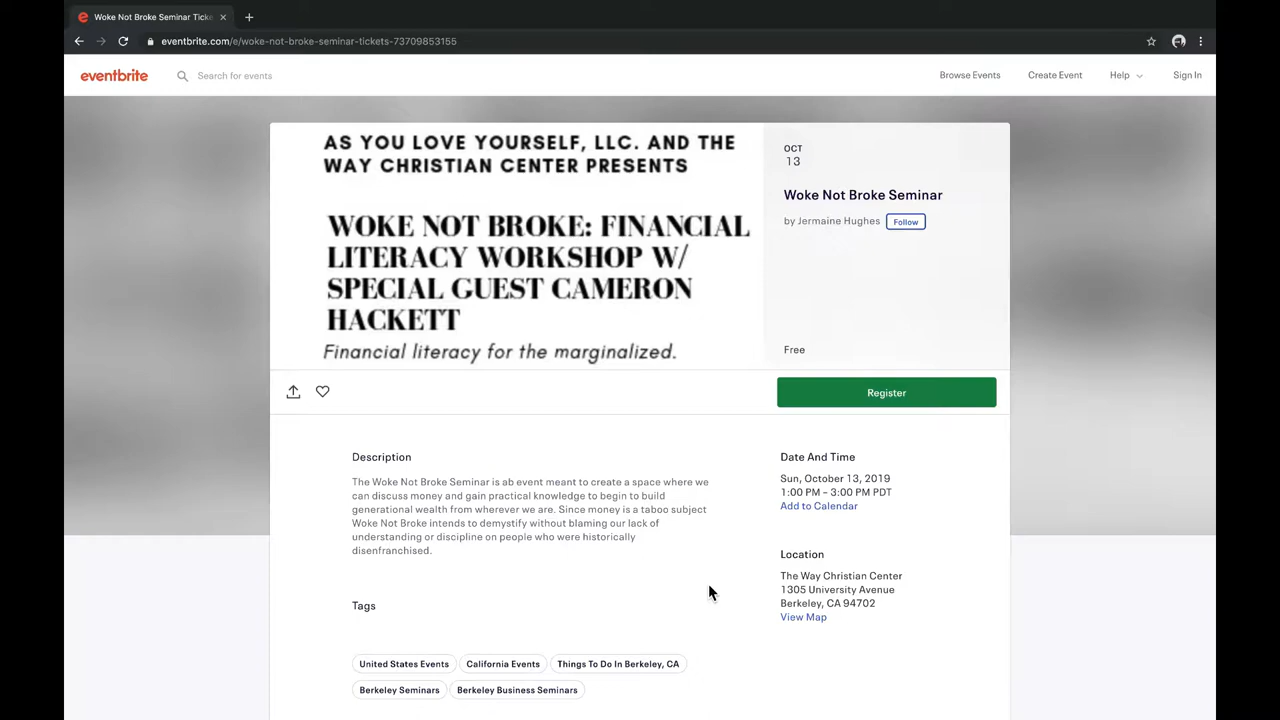 Woke Not Broke Seminar Ticke
eventbrite.com/e/woke-not-broke-seminar-tickets-73709853155
eventbrite
Search for events
Browse Events
Create Event
Help
Sign In
AS YOU LOVE YOURSELF, LLC. AND THE
WAY CHRISTIAN CENTER PRESENTS
WOKE NOT BROKE: FINANCIAL
LITERACY WORKSHOP W/
SPECIAL GUEST CAMERON
HACKETT
Financial literacy for the marginalized.
OCT
13
Woke Not Broke Seminar
by Jermaine Hughes
Follow
Free
Register
Description
The Woke Not Broke Seminar is ab event meant to create a space where we
can discuss money and gain practical knowledge to begin to build
generational wealth from wherever we are. Since money is a taboo subject
Woke Not Broke intends to demystify without blaming our lack of
understanding or discipline on people who were historically
disenfranchised.
Date And Time
Sun, October 13, 2019
1:00 PM – 3:00 PM PDT
Add to Calendar
Location
The Way Christian Center
1305 University Avenue
Berkeley, CA 94702
View Map
Tags
United States Events
California Events
Things To Do In Berkeley, CA
Berkeley Seminars
Berkeley Business Seminars